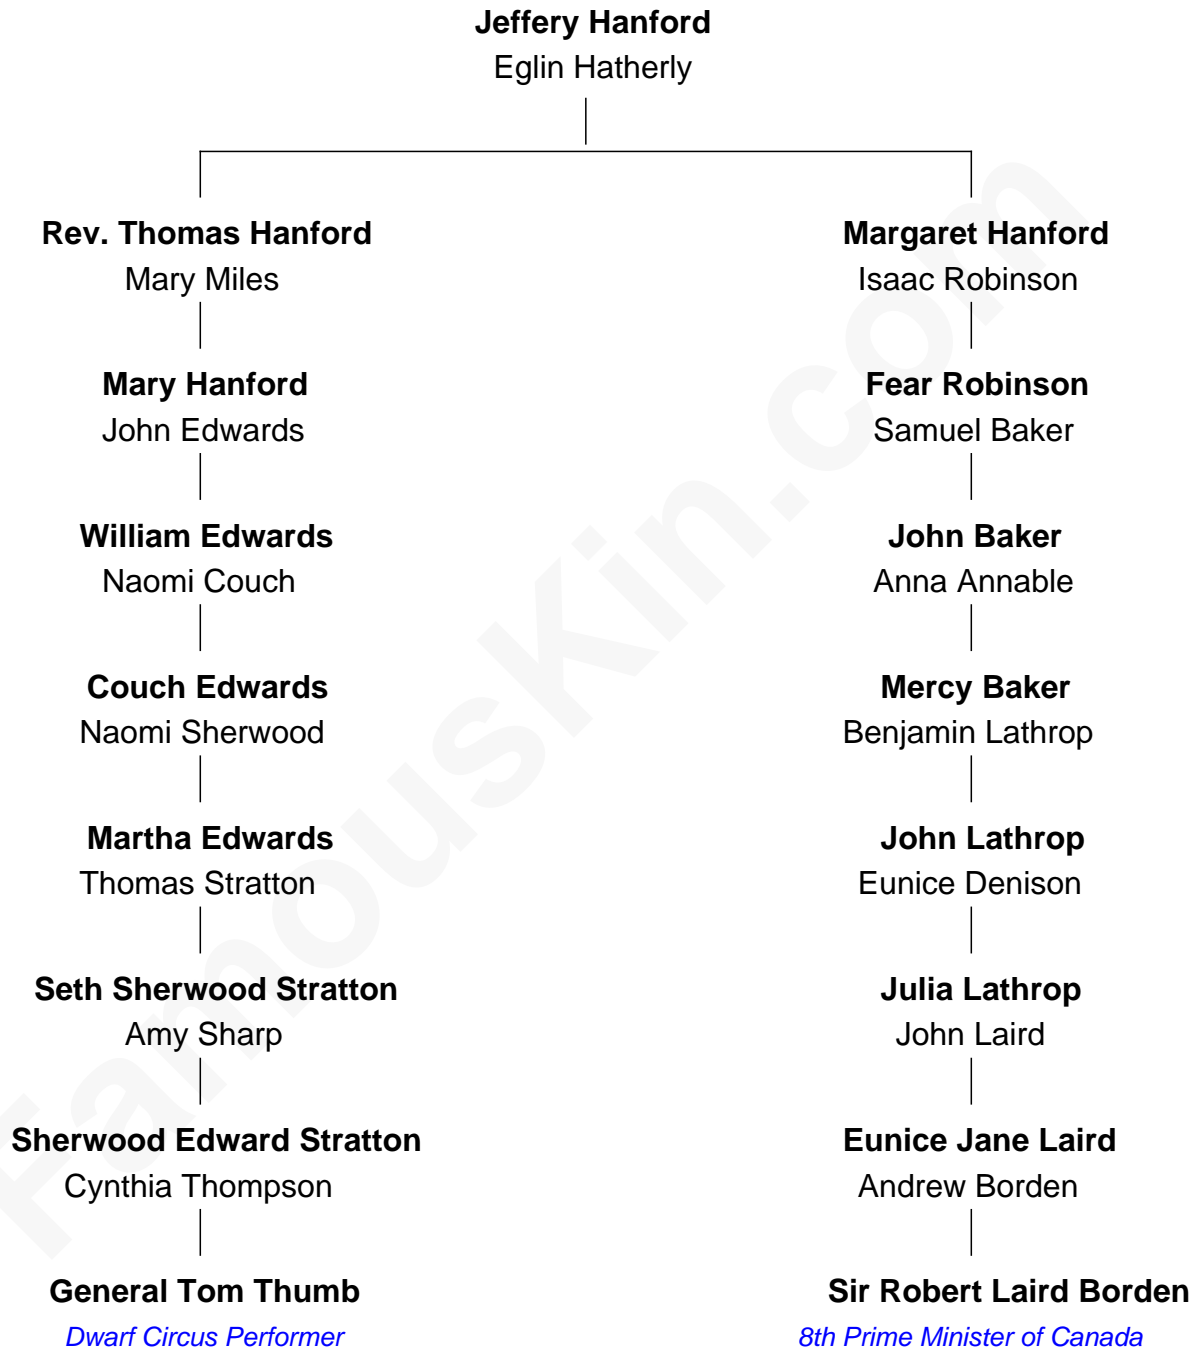 Jeffery Hanford
Eglin Hatherly
Rev. Thomas Hanford
Mary Miles
Margaret Hanford
Isaac Robinson
Mary Hanford
John Edwards
Fear Robinson
Samuel Baker
William Edwards
Naomi Couch
John Baker
Anna Annable
Couch Edwards
Naomi Sherwood
Mercy Baker
Benjamin Lathrop
Martha Edwards
Thomas Stratton
John Lathrop
Eunice Denison
Seth Sherwood Stratton
Amy Sharp
Julia Lathrop
John Laird
Sherwood Edward Stratton
Cynthia Thompson
Eunice Jane Laird
Andrew Borden
General Tom Thumb
Dwarf Circus Performer
Sir Robert Laird Borden
8th Prime Minister of Canada
FamousKin.com